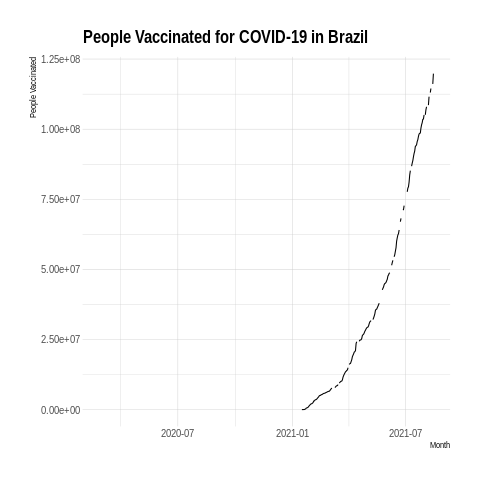 People Vaccinated for COVID-19 in Brazil
People Vaccinated
1.25e+08
1.00e+08
7.50e+07
5.00e+07
2.50e+07
0.00e+00
2020-07
2021-01
2021-07
Month